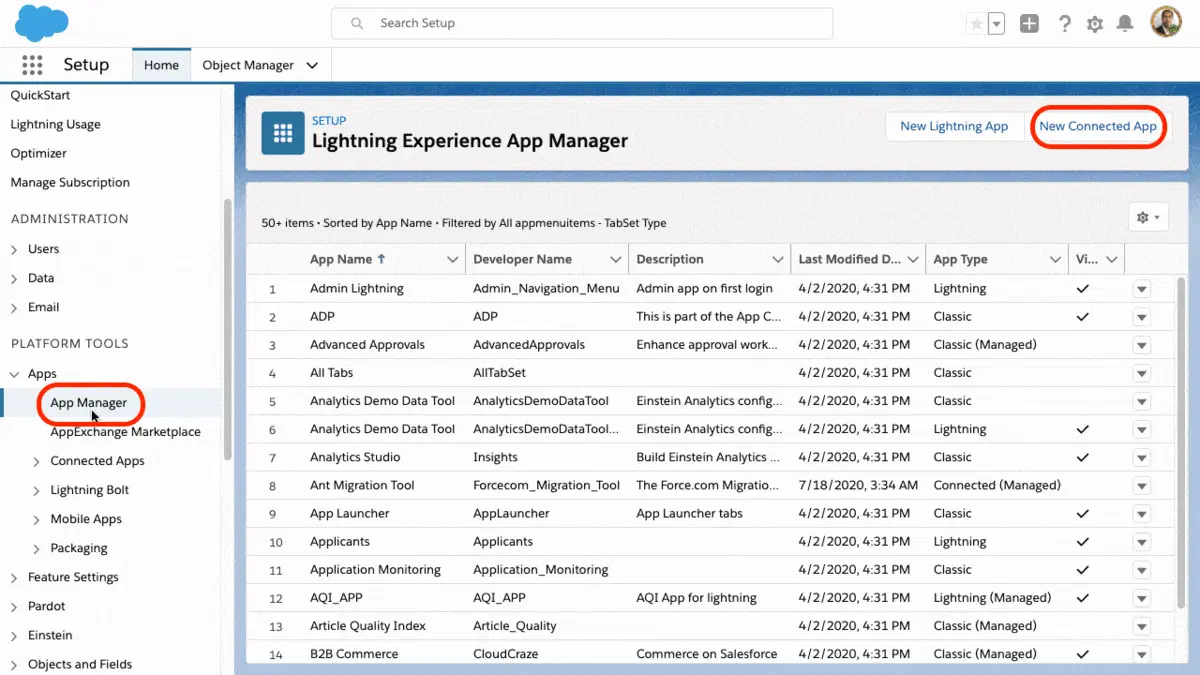 Search Setup
Setup
Home
Object Manager
QuickStart
Lightning Usage
Optimizer
Manage Subscription
ADMINISTRATION
Users
Data
Email
PLATFORM TOOLS
Apps
App Manager
AppExchange Marketplace
Connected Apps
Lightning Bolt
Mobile Apps
Packaging
Feature Settings
Pardot
Einstein
Objects and Fields
SETUP
Lightning Experience App Manager
New Lightning App
New Connected App
50+ items • Sorted by App Name • Filtered by All appmenuitems - TabSet Type
App Name ↑ Developer Name Description Last Modified D... App Type Vi...
1 Admin Lightning Admin_Navigation_Menu Admin app on first login 4/2/2020, 4:31 PM Lightning
2 ADP ADP This is part of the App C... 4/2/2020, 4:31 PM Classic
3 Advanced Approvals AdvancedApprovals Enhance approval work... 4/2/2020, 4:31 PM Classic (Managed)
4 All Tabs AllTabSet 4/2/2020, 4:31 PM Classic
5 Analytics Demo Data Tool AnalyticsDemoDataTool Einstein Analytics config... 4/2/2020, 4:31 PM Classic
6 Analytics Demo Data Tool AnalyticsDemoDataTool... Einstein Analytics config... 4/2/2020, 4:31 PM Lightning
7 Analytics Studio Insights Build Einstein Analytics ... 4/2/2020, 4:31 PM Classic
8 Ant Migration Tool Forcecom_Migration_Tool The Force.com Migratio... 7/18/2020, 3:34 AM Connected (Managed)
9 App Launcher AppLauncher App Launcher tabs 4/2/2020, 4:31 PM Classic
10 Applicants Applicants 4/2/2020, 4:31 PM Lightning
11 Application Monitoring Application_Monitoring 4/2/2020, 4:31 PM Classic
12 AQI_APP AQI_APP AQI App for lightning 4/2/2020, 4:31 PM Lightning (Managed)
13 Article Quality Index Article_Quality 4/2/2020, 4:31 PM Classic (Managed)
14 B2B Commerce CloudCraze Commerce on Salesforce 4/2/2020, 4:31 PM Classic (Managed)